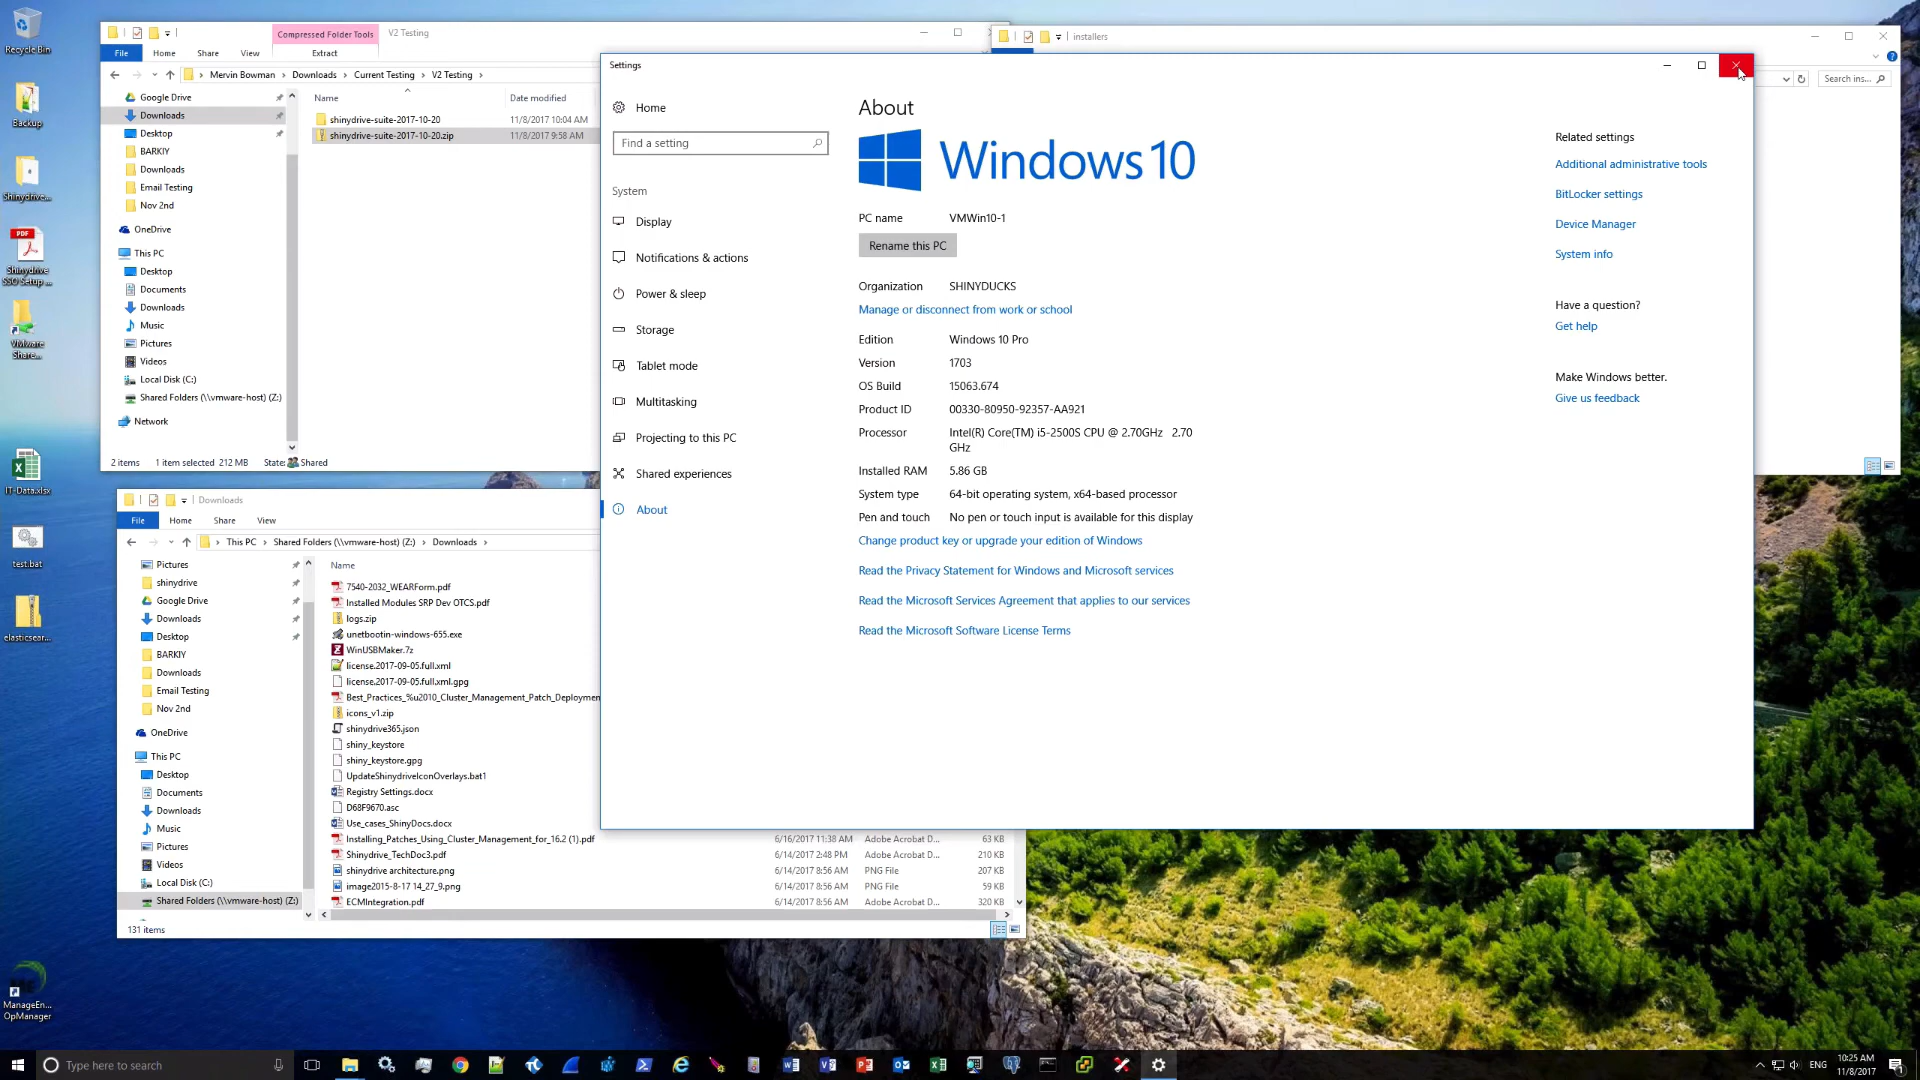 Recycle Bin
Backup
Shinydrive...
Shinydrive
SSO Setup ...
VMware
Share...
IT-Data.xlsx
test.bat
elasticsear...
ManageEn...
OpManager
Compressed Folder Tools
V2 Testing
File
Home
Share
View
Extract
Mervin Bowman
Downloads
Current Testing
V2 Testing
Google Drive
Downloads
Desktop
BARKIY
Downloads
Email Testing
Nov 2nd
OneDrive
This PC
Desktop
Documents
Downloads
Music
Pictures
Videos
Local Disk (C:)
Shared Folders (\\vmware-host) (Z:)
Network
Name
Date modified
shinydrive-suite-2017-10-20
11/8/2017 10:04 AM
shinydrive-suite-2017-10-20.zip
11/8/2017 9:58 AM
2 items
1 item selected 212 MB
State: Shared
installers
Search ins...
Downloads
File
Home
Share
View
This PC
Shared Folders (\\vmware-host) (Z:)
Downloads
Pictures
shinydrive
Google Drive
Downloads
Desktop
BARKIY
Downloads
Email Testing
Nov 2nd
OneDrive
This PC
Desktop
Documents
Downloads
Music
Pictures
Videos
Local Disk (C:)
Shared Folders (\\vmware-host) (Z:)
Name
7540-2032_WEARForm.pdf
Installed Modules SRP Dev OTCS.pdf
logs.zip
unetbootin-windows-655.exe
WinUSBMaker.7z
license.2017-09-05.full.xml
license.2017-09-05.full.xml.gpg
Best_Practices_%u2010_Cluster_Management_Patch_Deploymen
icons_v1.zip
shinydrive365.json
shiny_keystore
shiny_keystore.gpg
UpdateShinydriveIconOverlays.bat1
Registry Settings.docx
D68F9670.asc
Use_cases_ShinyDocs.docx
Installing_Patches_Using_Cluster_Management_for_16.2 (1).pdf 6/16/2017 11:38 AM Adobe Acrobat D... 63 KB
Shinydrive_TechDoc3.pdf 6/14/2017 2:48 PM Adobe Acrobat D... 210 KB
shinydrive architecture.png 6/14/2017 8:56 AM PNG File 207 KB
image2015-8-17 14_27_9.png 6/14/2017 8:56 AM PNG File 59 KB
ECMIntegration.pdf 6/14/2017 8:56 AM Adobe Acrobat D... 320 KB
131 items
Settings
Home
Find a setting
System
Display
Notifications & actions
Power & sleep
Storage
Tablet mode
Multitasking
Projecting to this PC
Shared experiences
About
About
Windows 10
PC name VMWin10-1
Rename this PC
Organization SHINYDUCKS
Manage or disconnect from work or school
Edition Windows 10 Pro
Version 1703
OS Build 15063.674
Product ID 00330-80950-92357-AA921
Processor Intel(R) Core(TM) i5-2500S CPU @ 2.70GHz 2.70
GHz
Installed RAM 5.86 GB
System type 64-bit operating system, x64-based processor
Pen and touch No pen or touch input is available for this display
Change product key or upgrade your edition of Windows
Read the Privacy Statement for Windows and Microsoft services
Read the Microsoft Services Agreement that applies to our services
Read the Microsoft Software License Terms
Related settings
Additional administrative tools
BitLocker settings
Device Manager
System info
Have a question?
Get help
Make Windows better.
Give us feedback
Type here to search
ENG
10:25 AM
11/8/2017